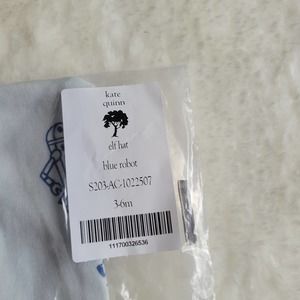 kate
quinn
elf hat
blue robot
S203-AC-1022507
3-6m
111700326536